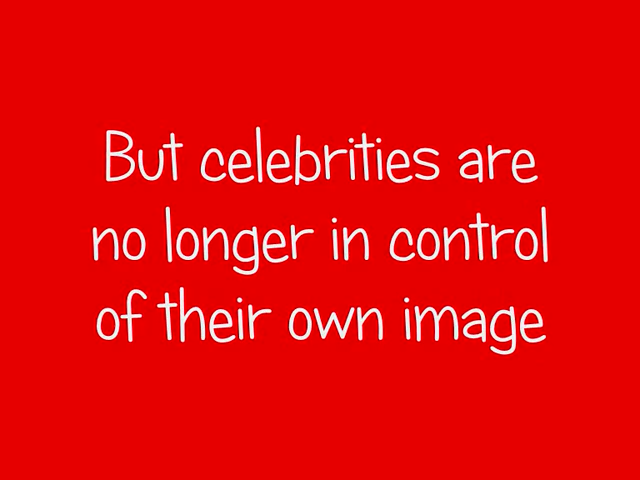 But celebrities are
no longer in control
of their own image